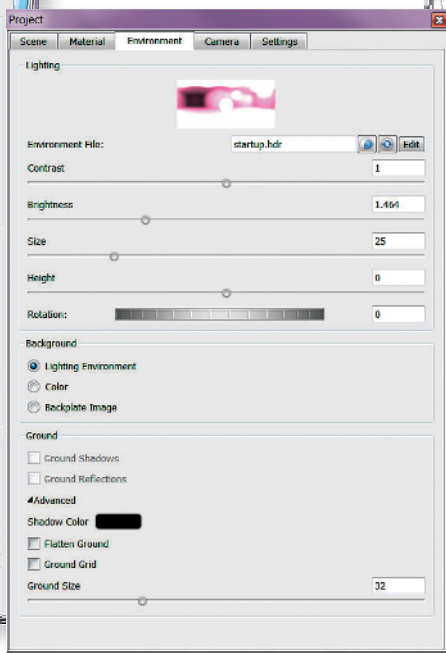 Project
Scene Material Environment Camera Settings
Lighting
Environment File: startup.hdr Edit
Contrast 1
Brightness 1.464
Size 25
Height 0
Rotation: 0
Background
Lighting Environment
Color
Backplate Image
Ground
Ground Shadows
Ground Reflections
Advanced
Shadow Color
Flatten Ground
Ground Grid
Ground Size 32